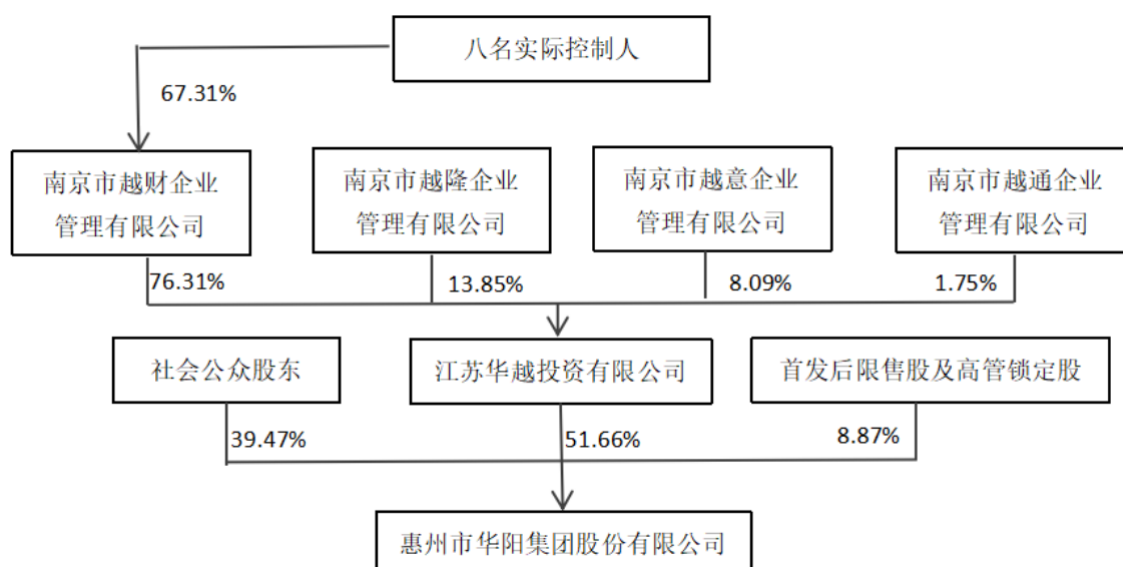 八名实际控制人
67.31%
南京市越财企业
管理有限公司
南京市越隆企业
管理有限公司
南京市越意企业
管理有限公司
南京市越通企业
管理有限公司
76.31%
13.85%
8.09%
1.75%
社会公众股东
江苏华越投资有限公司
首发后限售股及高管锁定股
39.47%
51.66%
8.87%
惠州市华阳集团股份有限公司